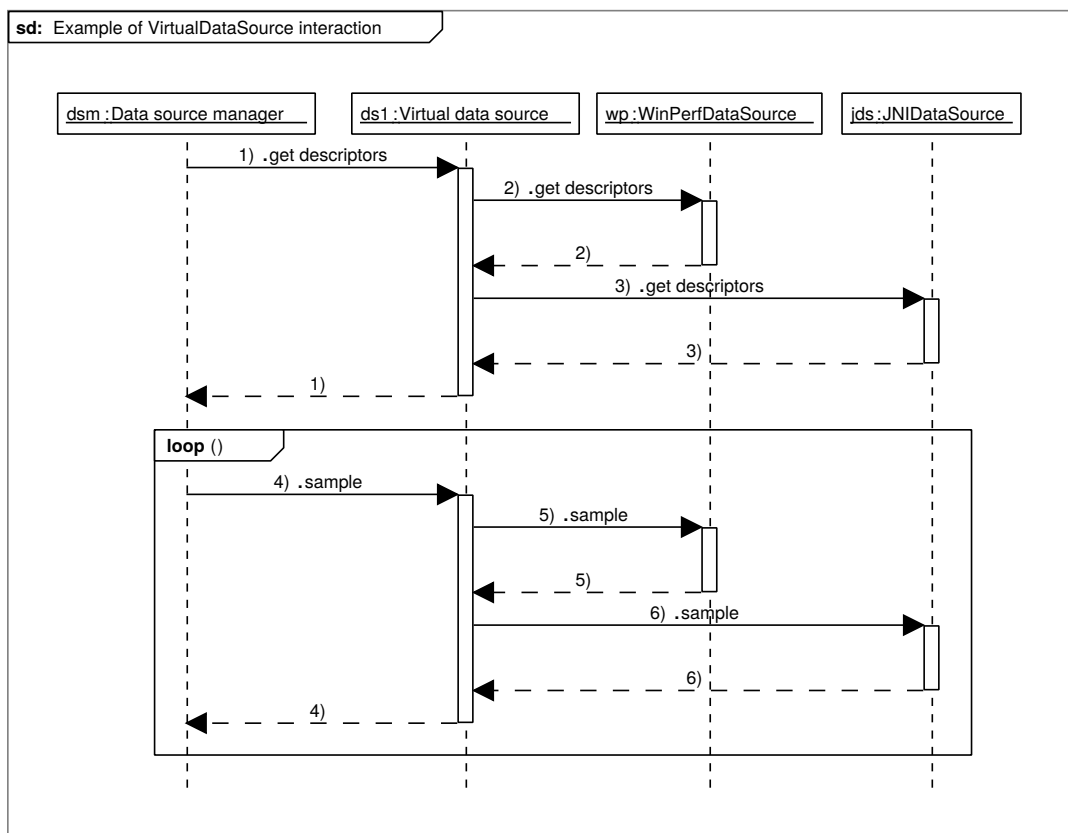 sd: Example of VirtualDataSource interaction
dsm :Data source manager
ds1 :Virtual data source
wp :WinPerfDataSource
jds :JNIDataSource
1) .get descriptors
2) .get descriptors
2)
3) .get descriptors
3)
1)
loop ()
4) .sample
5) .sample
5)
6) .sample
6)
4)